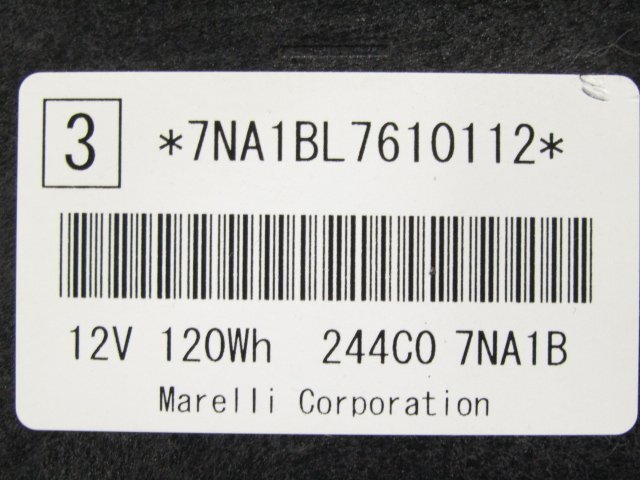 3 *7NA1BL7610112*
12V 120Wh 244C0 7NA1B
Marelli Corporation